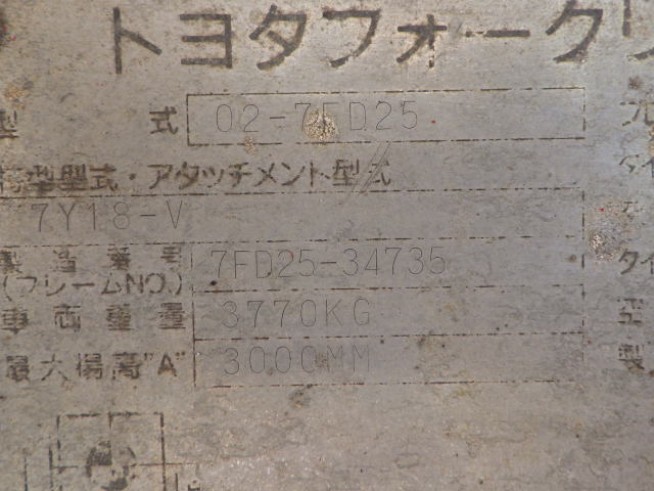 トヨタフォークリ
型 式 02-7FD25
型式・アタッチメント型式
7Y18-V
製造番号 7FD25-34735
(フレームNO.)
車両重量 3770KG
最大揚高"A" 3000MM